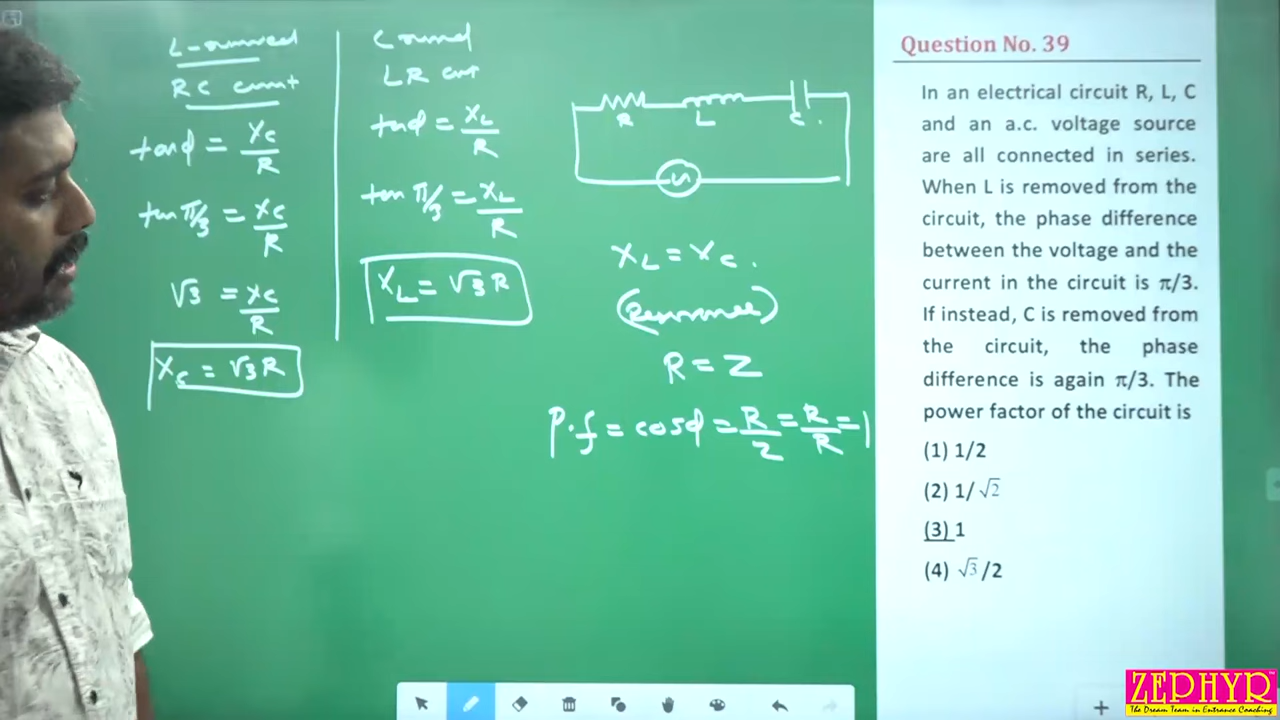 L-removed
RC circuit
tanφ = Xc/R
tan π/3 = Xc/R
√3 = Xc/R
Xc = √3 R
C removed
LR
tanφ = XL/R
tan π/3 = XL/R
XL = √3 R
R L C
XL = Xc.
(Resonance)
R = Z
P.f = cosφ = R/Z = R/R = 1
Question No. 39
In an electrical circuit R, L, C
and an a.c. voltage source
are all connected in series.
When L is removed from the
circuit, the phase difference
between the voltage and the
current in the circuit is π/3.
If instead, C is removed from
the circuit, the phase
difference is again π/3. The
power factor of the circuit is
(1) 1/2
(2) 1/ √2
(3) 1
(4) √3 /2
ZEPHYR
The Dream Team in Entrance Coaching